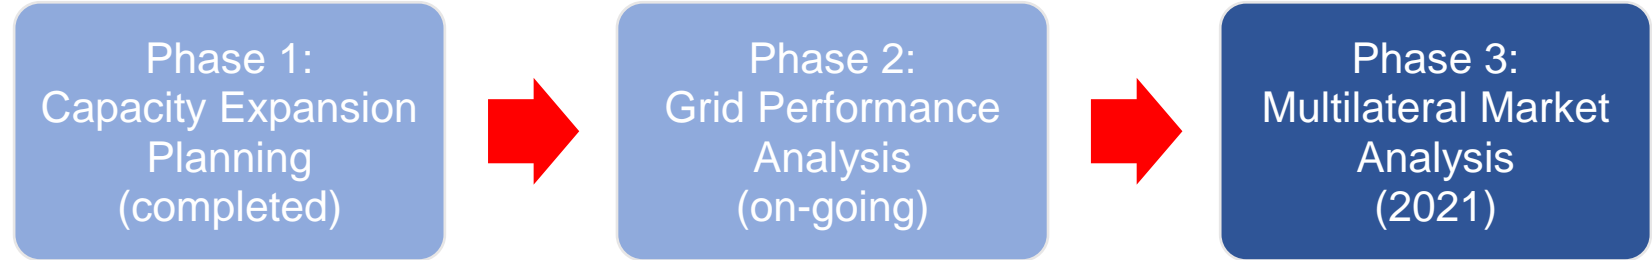 Phase 1:
Capacity Expansion
Planning
(completed)
Phase 2:
Grid Performance
Analysis
(on-going)
Phase 3:
Multilateral Market
Analysis
(2021)